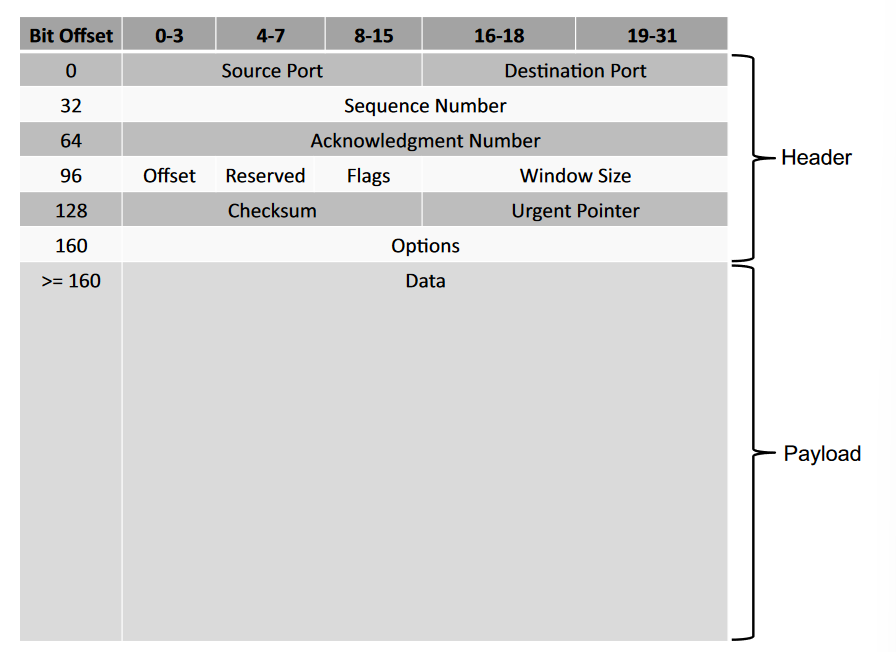 Bit Offset 0-3 4-7 8-15 16-18 19-31
0 Source Port Destination Port
32 Sequence Number
64 Acknowledgment Number
Header
96 Offset Reserved Flags Window Size
128 Checksum Urgent Pointer
160 Options
>= 160 Data
Payload